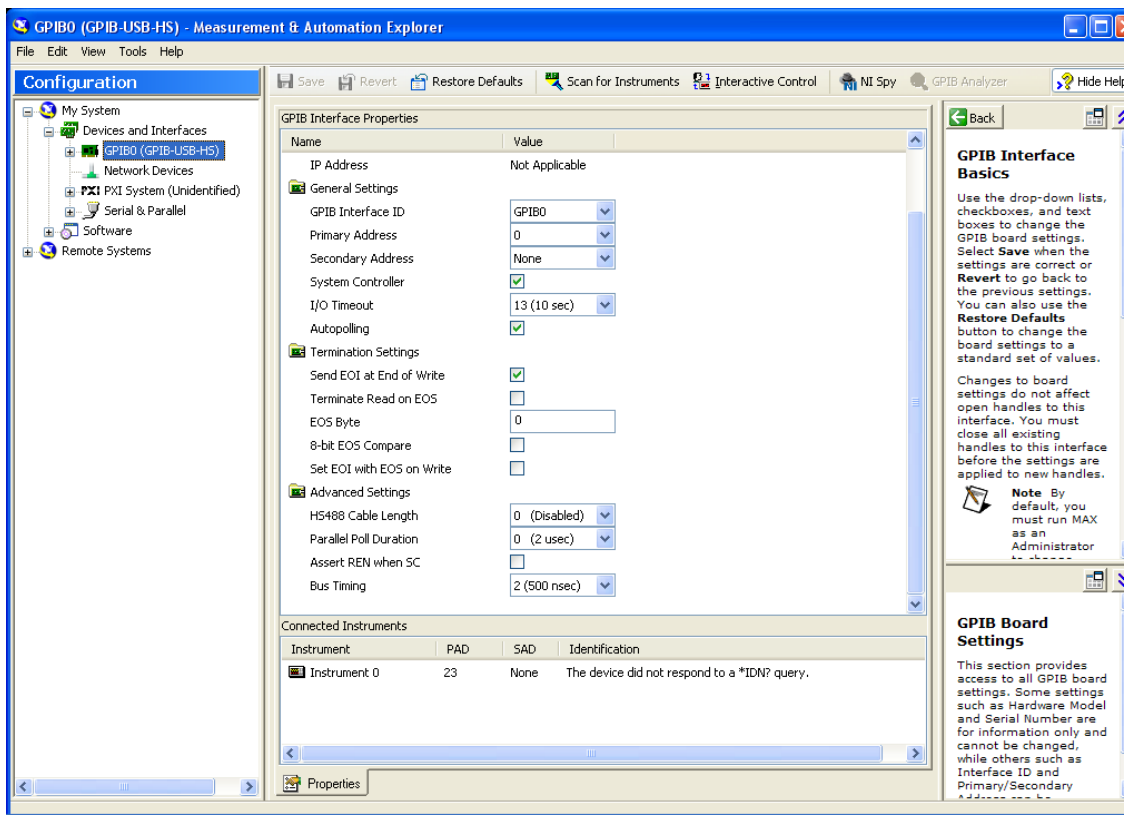 GPIB0 (GPIB-USB-HS) - Measurement & Automation Explorer
File Edit View Tools Help
Configuration
Save Revert Restore Defaults Scan for Instruments Interactive Control NI Spy GPIB Analyzer Hide Help
My System
Devices and Interfaces
GPIB0 (GPIB-USB-HS)
Network Devices
PXI PXI System (Unidentified)
Serial & Parallel
Software
Remote Systems
GPIB Interface Properties
Name Value
IP Address Not Applicable
General Settings
GPIB Interface ID GPIB0
Primary Address 0
Secondary Address None
System Controller
I/O Timeout 13 (10 sec)
Autopolling
Termination Settings
Send EOI at End of Write
Terminate Read on EOS
EOS Byte 0
8-bit EOS Compare
Set EOI with EOS on Write
Advanced Settings
HS488 Cable Length 0 (Disabled)
Parallel Poll Duration 0 (2 usec)
Assert REN when SC
Bus Timing 2 (500 nsec)
Connected Instruments
Instrument PAD SAD Identification
Instrument 0 23 None The device did not respond to a *IDN? query.
Properties
Back
GPIB Interface
Basics
Use the drop-down lists,
checkboxes, and text
boxes to change the
GPIB board settings.
Select Save when the
settings are correct or
Revert to go back to
the previous settings.
You can also use the
Restore Defaults
button to change the
board settings to a
standard set of values.
Changes to board
settings do not affect
open handles to this
interface. You must
close all existing
handles to this interface
before the settings are
applied to new handles.
Note By
default, you
must run MAX
as an
Administrator
to change
GPIB Board
Settings
This section provides
access to all GPIB board
settings. Some settings
such as Hardware Model
and Serial Number are
for information only and
cannot be changed,
while others such as
Interface ID and
Primary/Secondary
Address can be